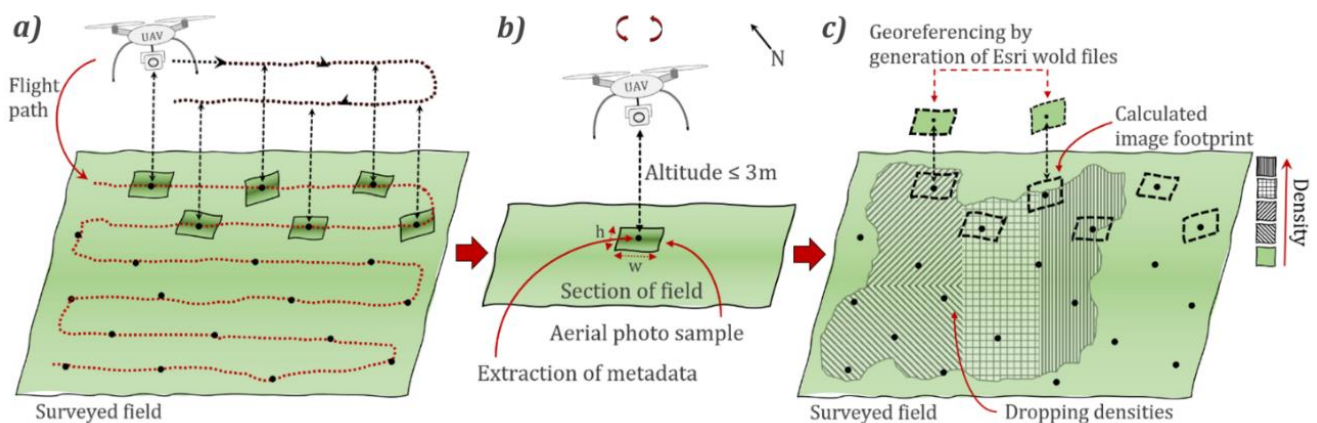 a)
UAV
Flight
path
Surveyed field
b)
N
UAV
Altitude ≤ 3m
h
w
Section of field
Aerial photo sample
Extraction of metadata
c)
Georeferencing by
generation of Esri wold files
Calculated
image footprint
Density
Surveyed field
Dropping densities